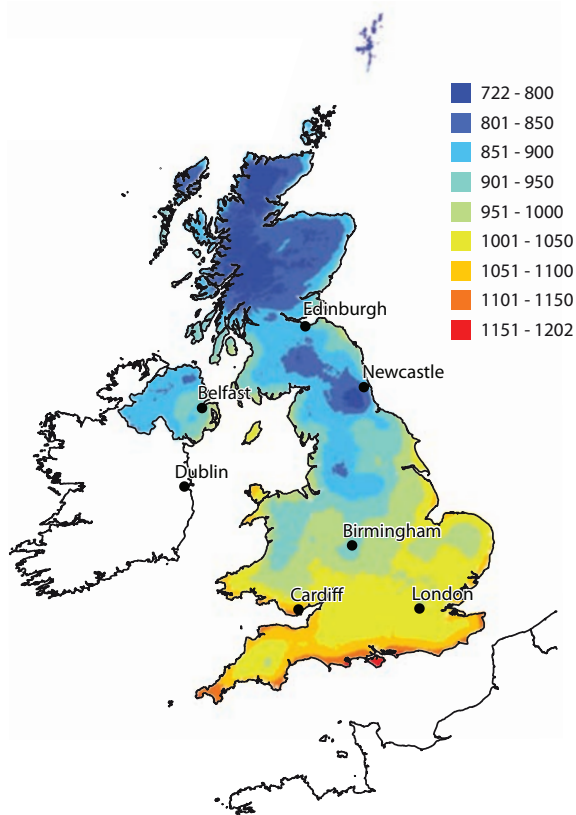 722 - 800
801 - 850
851 - 900
901 - 950
951 - 1000
1001 - 1050
1051 - 1100
1101 - 1150
1151 - 1202
Edinburgh
Newcastle
Belfast
Dublin
Birmingham
Cardiff
London